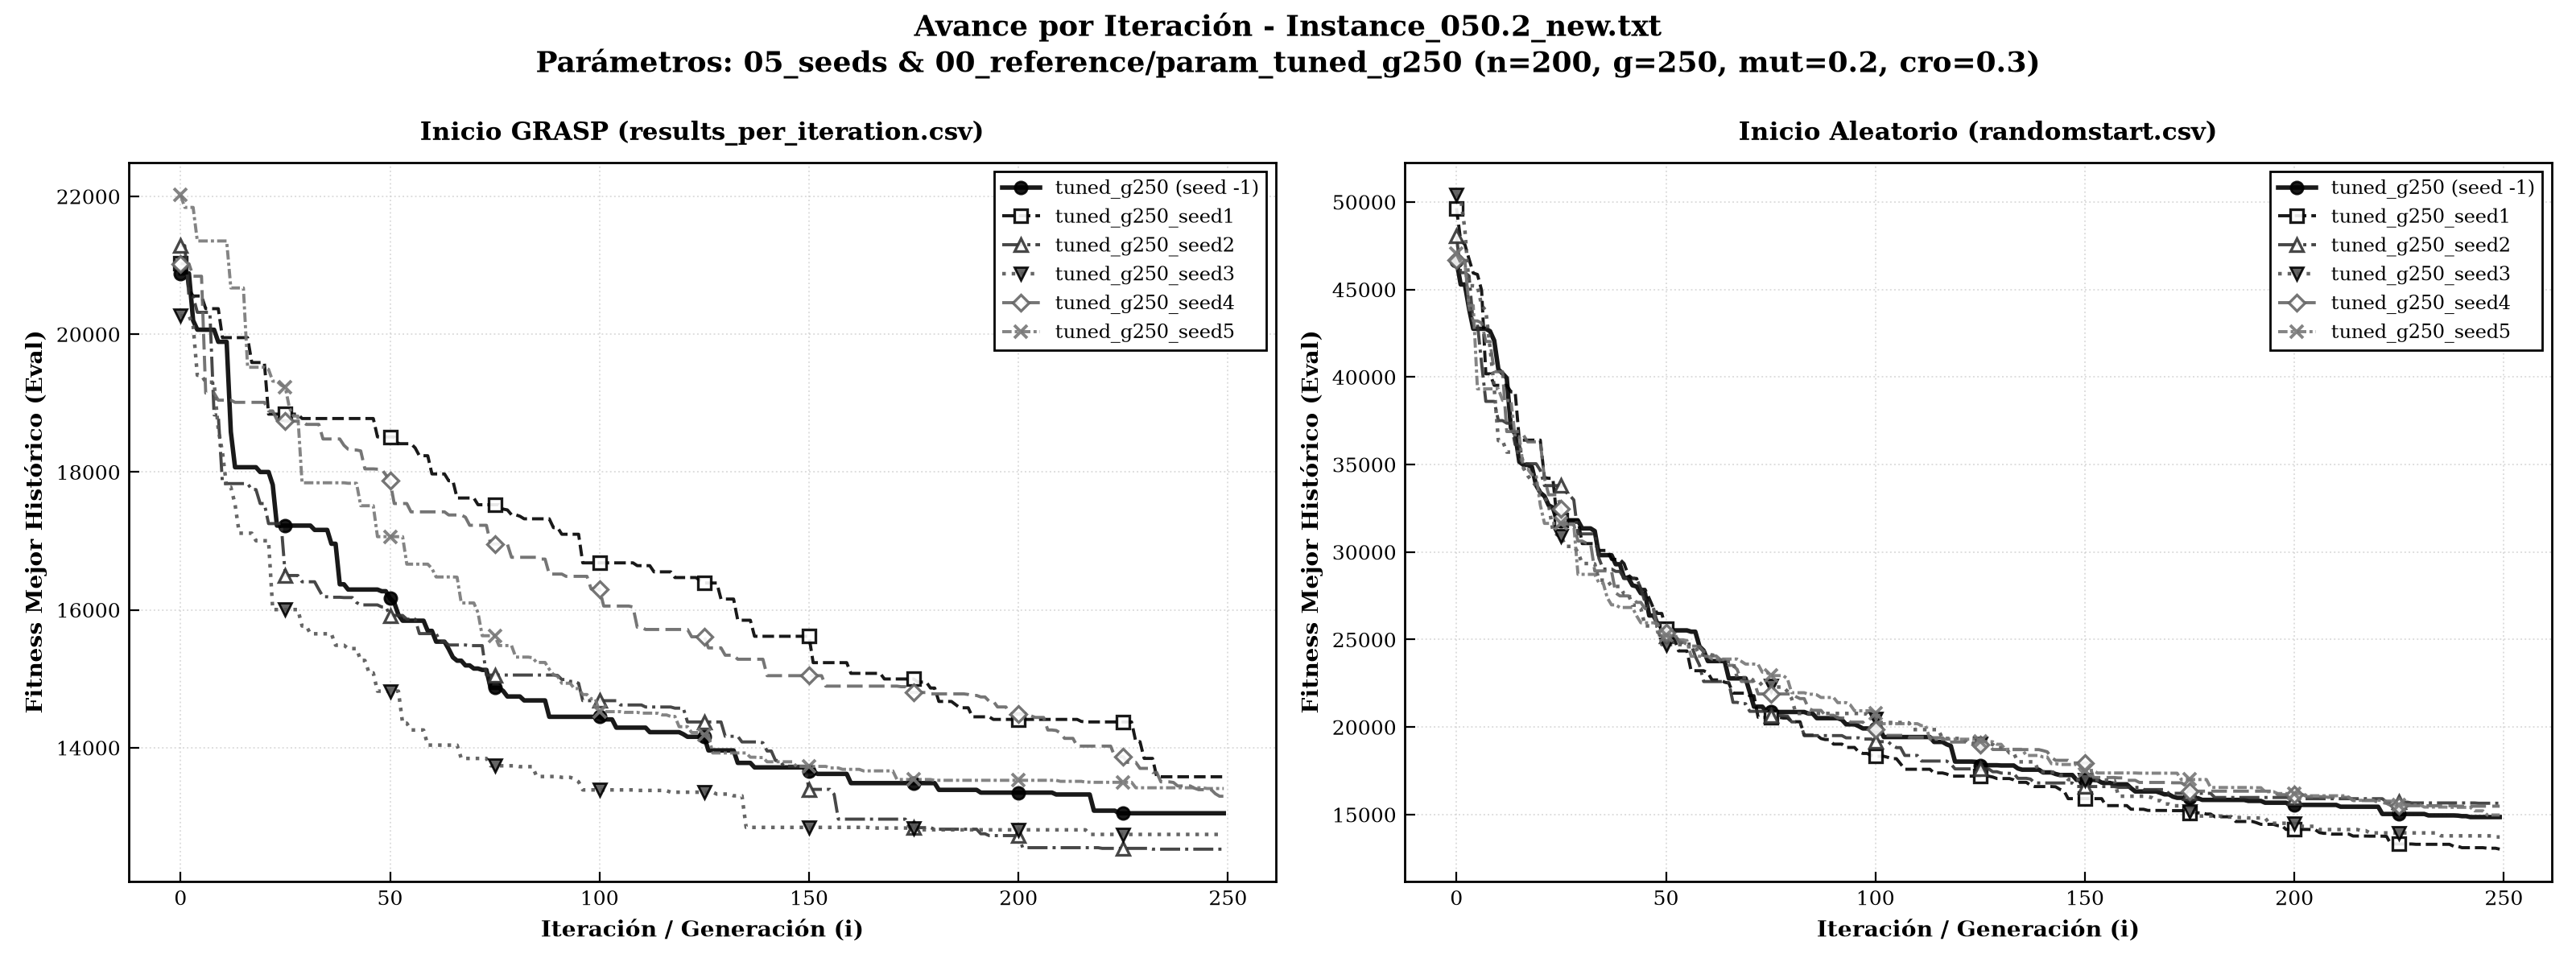 Avance por Iteración - Instance_050.2_new.txt
Parámetros: 05_seeds & 00_reference/param_tuned_g250 (n=200, g=250, mut=0.2, cro=0.3)
Inicio GRASP (results_per_iteration.csv)
Fitness Mejor Histórico (Eval)
22000
20000
18000
16000
14000
tuned_g250 (seed -1)
tuned_g250_seed1
tuned_g250_seed2
tuned_g250_seed3
tuned_g250_seed4
tuned_g250_seed5
0
50
100
150
200
250
Iteración / Generación (i)
Inicio Aleatorio (randomstart.csv)
Fitness Mejor Histórico (Eval)
50000
45000
40000
35000
30000
25000
20000
15000
tuned_g250 (seed -1)
tuned_g250_seed1
tuned_g250_seed2
tuned_g250_seed3
tuned_g250_seed4
tuned_g250_seed5
0
50
100
150
200
250
Iteración / Generación (i)